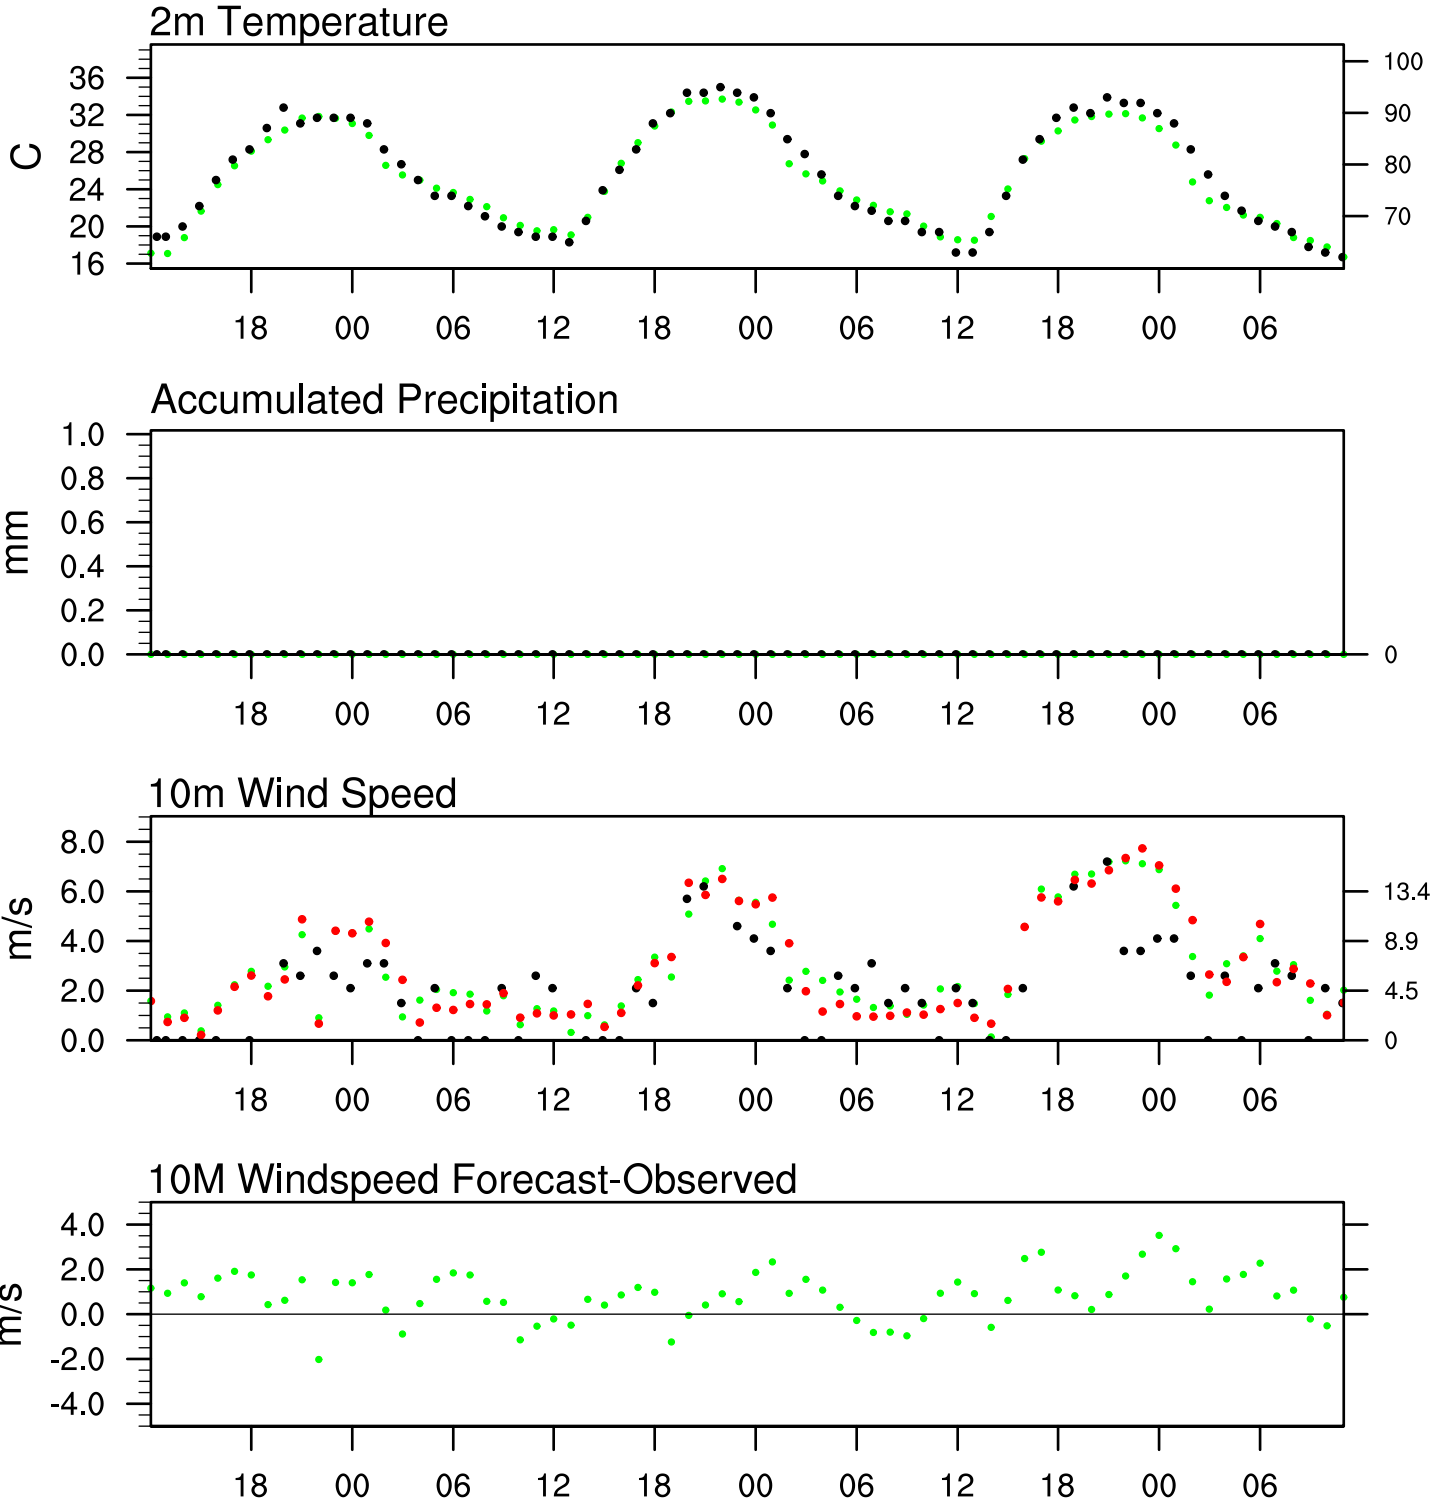 2m Temperature
36
32
28
24
20
16
C
100
90
80
70
18 00 06 12 18 00 06 12 18 00 06
Accumulated Precipitation
1.0
0.8
0.6
0.4
0.2
0.0
mm
0
18 00 06 12 18 00 06 12 18 00 06
10m Wind Speed
8.0
6.0
4.0
2.0
0.0
m/s
13.4
8.9
4.5
0
18 00 06 12 18 00 06 12 18 00 06
10M Windspeed Forecast-Observed
4.0
2.0
0.0
-2.0
-4.0
m/s
18 00 06 12 18 00 06 12 18 00 06